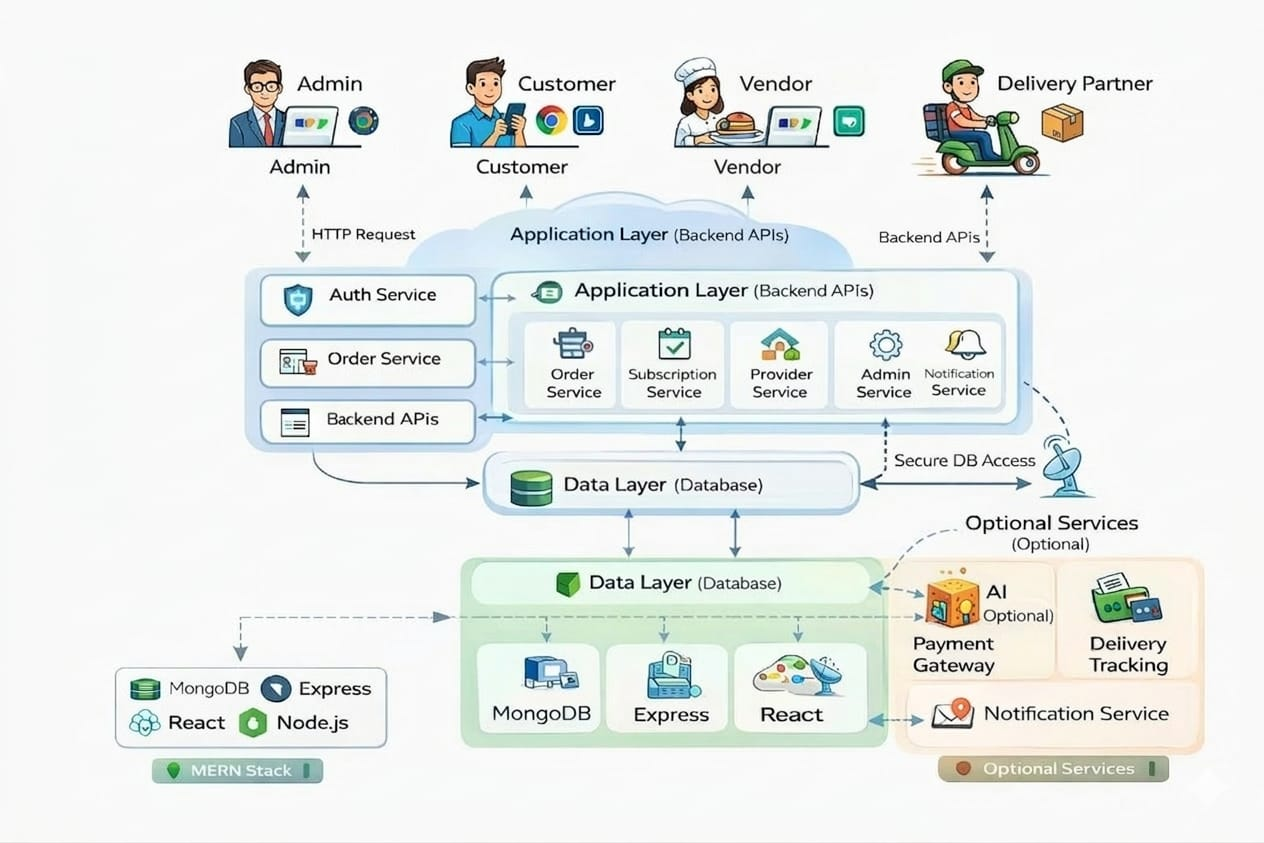 Admin
Customer
Vendor
Delivery Partner
Admin
Customer
Vendor
HTTP Request
Application Layer (Backend APIs)
Backend APis
Auth Service
Application Layer (Backend APIs)
Order Service
Order
Service
Subscription
Service
Provider
Service
Admin
Service
Notification
Service
Backend APis
Secure DB Access
Data Layer (Database)
Optional Services
(Optional)
Data Layer (Database)
AI
Optional)
Payment
Gateway
Delivery
Tracking
MongoDB
Express
React
Node.js
MongoDB
Express
React
Notification Service
MERN Stack
Optional Services